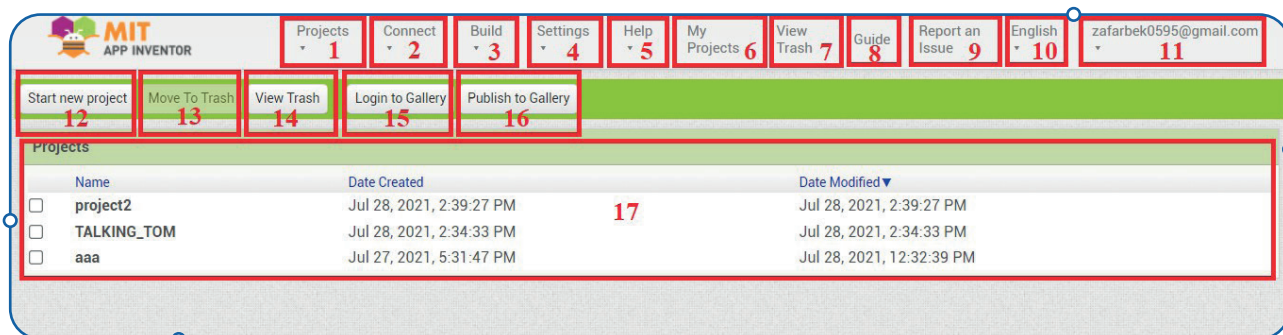 MIT
APP INVENTOR
Projects
1
Connect
2
Build
3
Settings
4
Help
5
My
Projects 6
View
Trash 7
Guide
8
Report an
Issue 9
English
10
zafarbek0595@gmail.com
11
Start new project
12
Move To Trash
13
View Trash
14
Login to Gallery
15
Publish to Gallery
16
Projects
Name Date Created Date Modified▼
project2 Jul 28, 2021, 2:39:27 PM Jul 28, 2021, 2:39:27 PM
17
TALKING_TOM Jul 28, 2021, 2:34:33 PM Jul 28, 2021, 2:34:33 PM
aaa Jul 27, 2021, 5:31:47 PM Jul 28, 2021, 12:32:39 PM